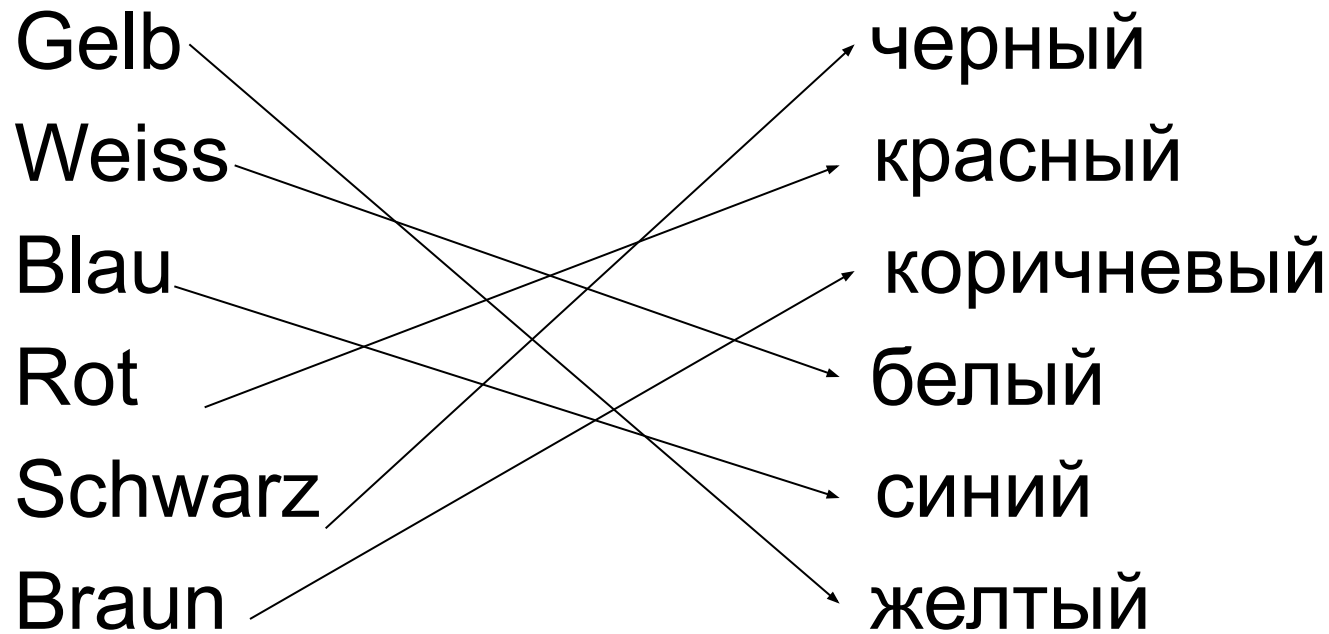 Gelb черный
Weiss красный
Blau коричневый
Rot белый
Schwarz синий
Braun желтый